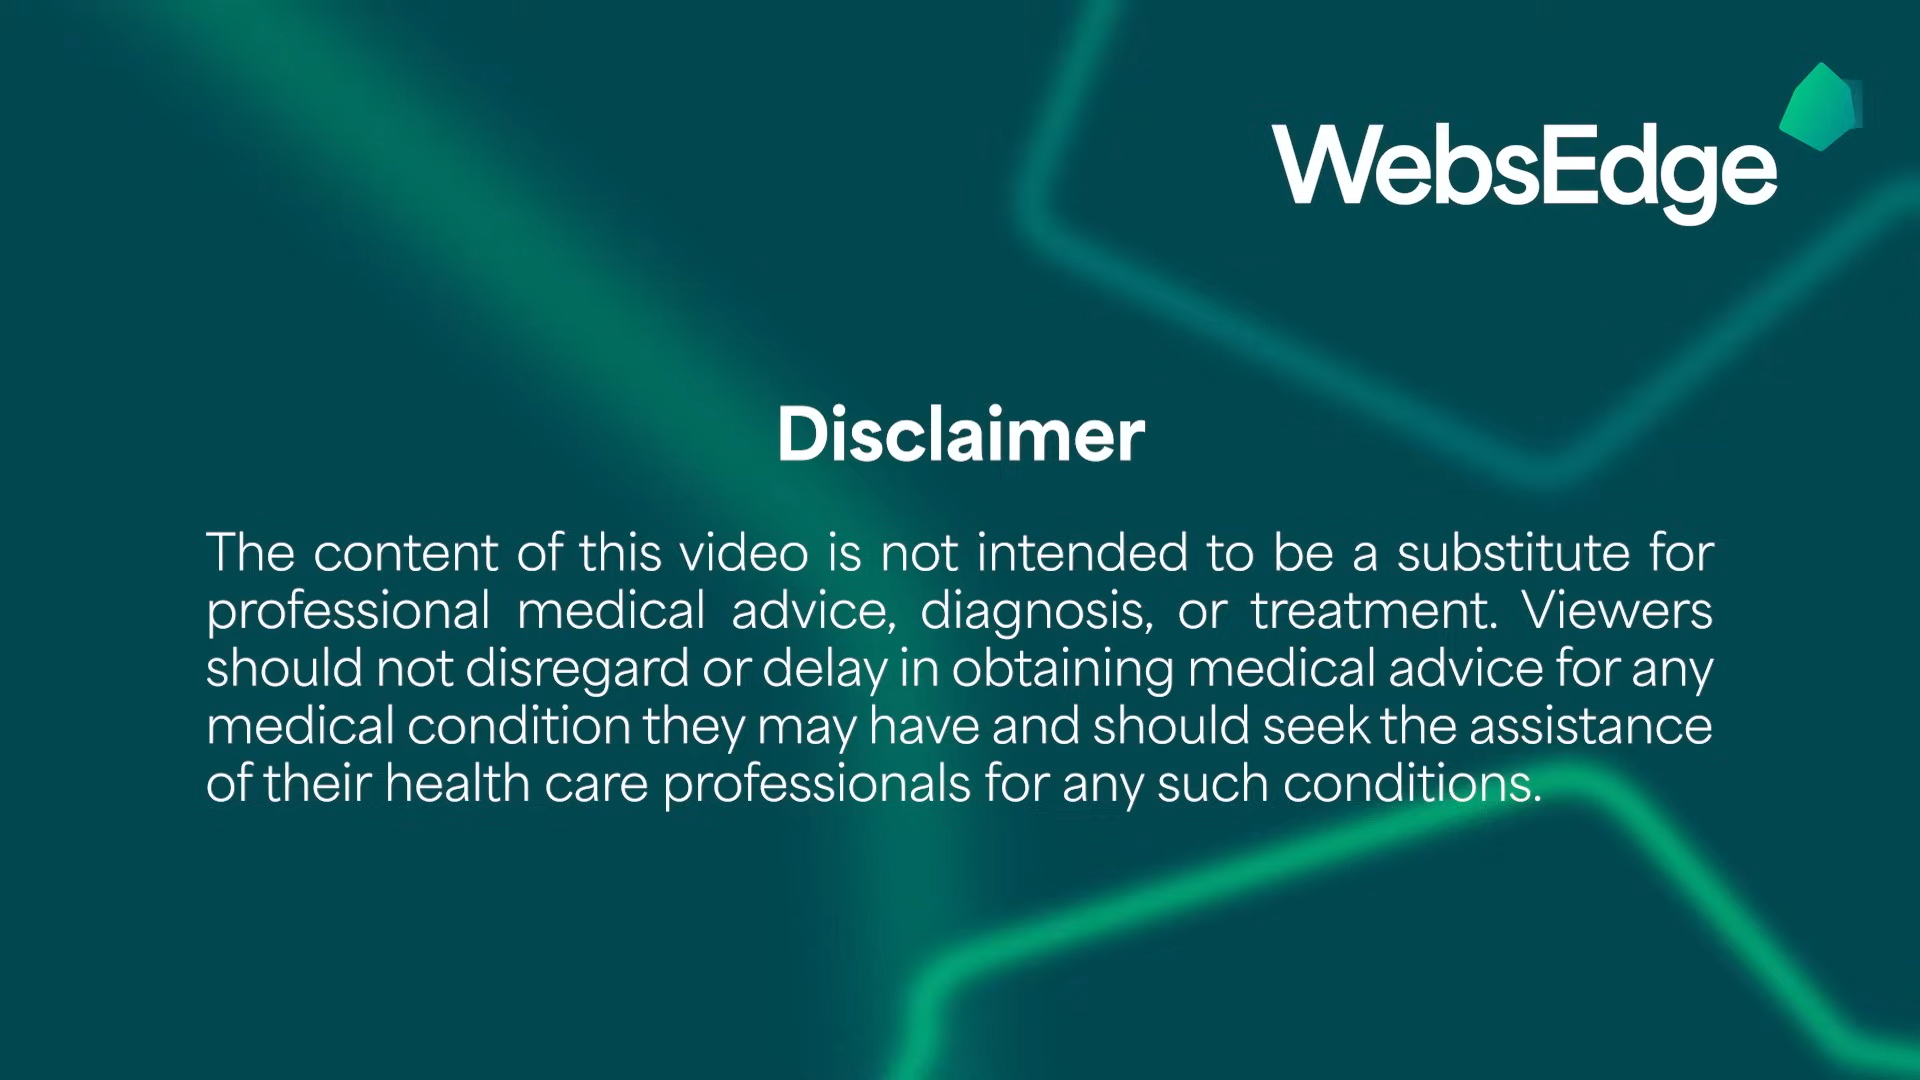 WebsEdge
Disclaimer
The content of this video is not intended to be a substitute for
professional medical advice, diagnosis, or treatment. Viewers
should not disregard or delay in obtaining medical advice for any
medical condition they may have and should seek the assistance
of their health care professionals for any such conditions.